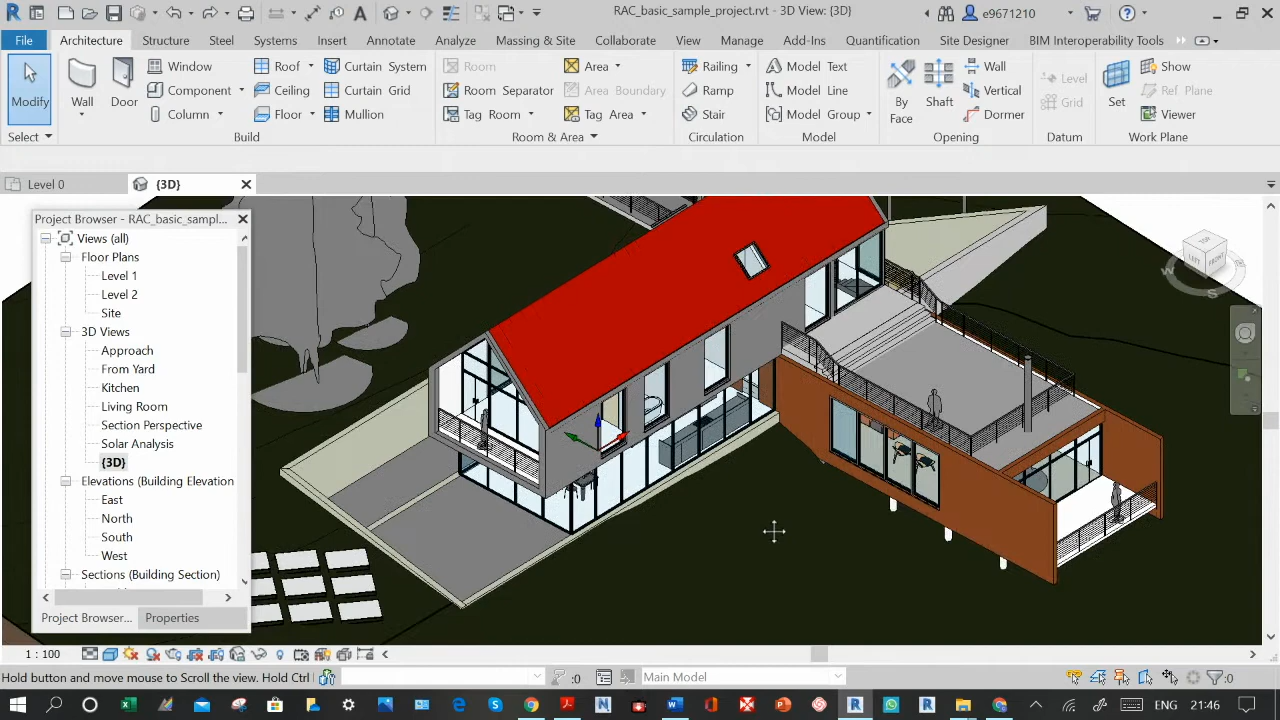 RAC_basic_sample_project.rvt - 3D View: {3D}
e9671210
File Architecture Structure Steel Systems Insert Annotate Analyze Massing & Site Collaborate View Manage Add-Ins Quantification Site Designer BIM Interoperability Tools
Modify
Select
Wall
Door
Window
Component
Column
Roof
Ceiling
Floor
Curtain System
Curtain Grid
Mullion
Build
Room
Room Separator
Tag Room
Area
Area Boundary
Tag Area
Room & Area
Railing
Ramp
Stair
Circulation
Model Text
Model Line
Model Group
Model
By Face
Shaft
Wall
Vertical
Dormer
Opening
Level
Grid
Datum
Set
Show
Ref Plane
Viewer
Work Plane
Level 0
{3D}
Project Browser - RAC_basic_sampl...
Views (all)
Floor Plans
Level 1
Level 2
Site
3D Views
Approach
From Yard
Kitchen
Living Room
Section Perspective
Solar Analysis
{3D}
Elevations (Building Elevation
East
North
South
West
Sections (Building Section)
Project Browser...
Properties
TOP
LEFT
FRONT
W
S
1 : 100
Hold button and move mouse to Scroll the view. Hold Ctrl
:0
Main Model
:0
ENG 21:46